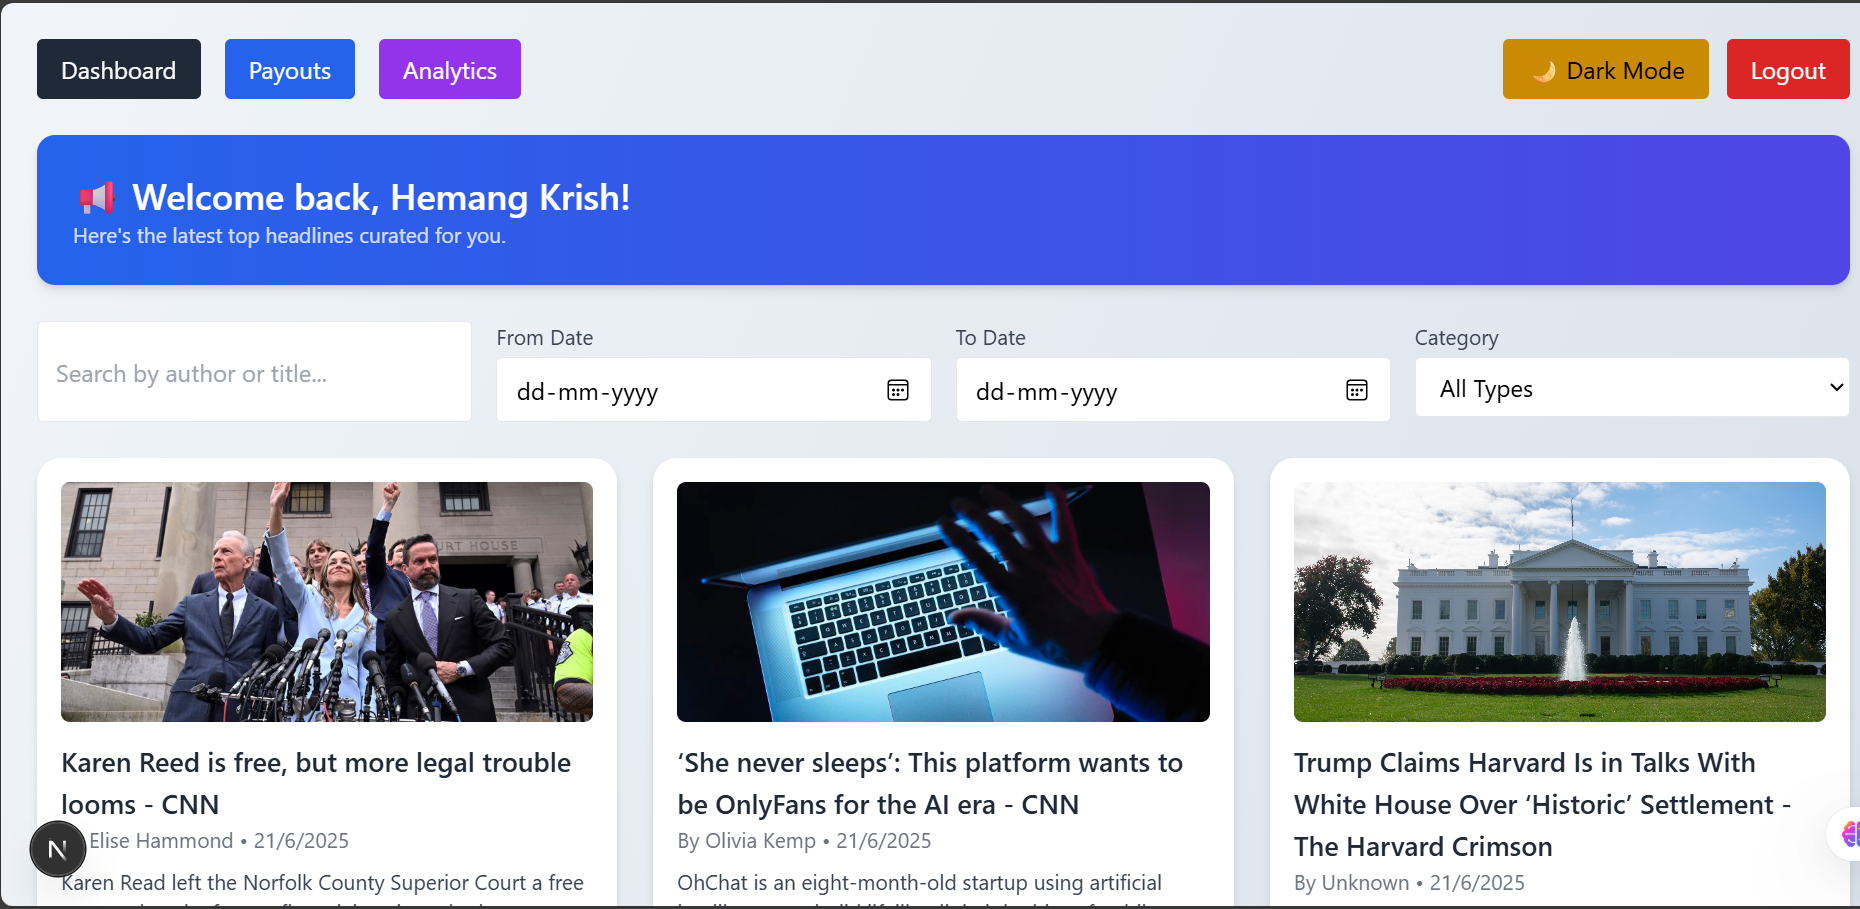 Dashboard
Payouts
Analytics
Dark Mode
Logout
Welcome back, Hemang Krish!
Here's the latest top headlines curated for you.
Search by author or title...
From Date
dd-mm-yyyy
To Date
dd-mm-yyyy
Category
All Types
COURT HOUSE
Karen Reed is free, but more legal trouble
looms - CNN
Elise Hammond • 21/6/2025
Karen Read left the Norfolk County Superior Court a free
‘She never sleeps’: This platform wants to
be OnlyFans for the AI era - CNN
By Olivia Kemp • 21/6/2025
OhChat is an eight-month-old startup using artificial
Trump Claims Harvard Is in Talks With
White House Over ‘Historic’ Settlement -
The Harvard Crimson
By Unknown • 21/6/2025
N